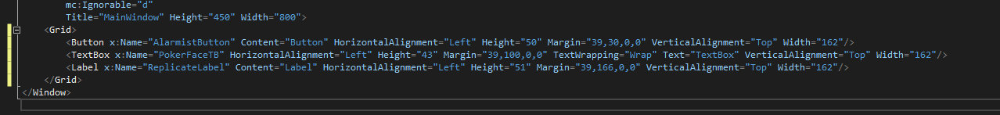 mc:Ignorable="d"
Title="MainWindow" Height="450" Width="800">
<Grid>
<Button x:Name="AlarmistButton" Content="Button" HorizontalAlignment="Left" Height="50" Margin="39,30,0,0" VerticalAlignment="Top" Width="162"/>
<TextBox x:Name="PokerFaceTB" HorizontalAlignment="Left" Height="43" Margin="39,100,0,0" TextWrapping="Wrap" Text="TextBox" VerticalAlignment="Top" Width="162"/>
<Label x:Name="ReplicateLabel" Content="Label" HorizontalAlignment="Left" Height="51" Margin="39,166,0,0" VerticalAlignment="Top" Width="162"/>
</Grid>
</Window>